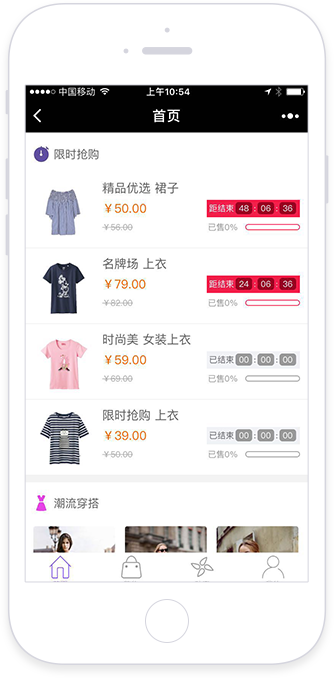 中国移动 上午10:54
首页
限时抢购
精品优选 裙子
￥50.00
距结束 48 : 06 : 36
￥56.00
已售0%
名牌场 上衣
￥79.00
距结束 24 : 06 : 36
￥82.00
已售0%
时尚美 女装上衣
￥59.00
已结束 00 : 00 : 00
￥69.00
已售0%
限时抢购 上衣
￥39.00
已结束 00 : 00 : 00
￥50.00
已售0%
潮流穿搭